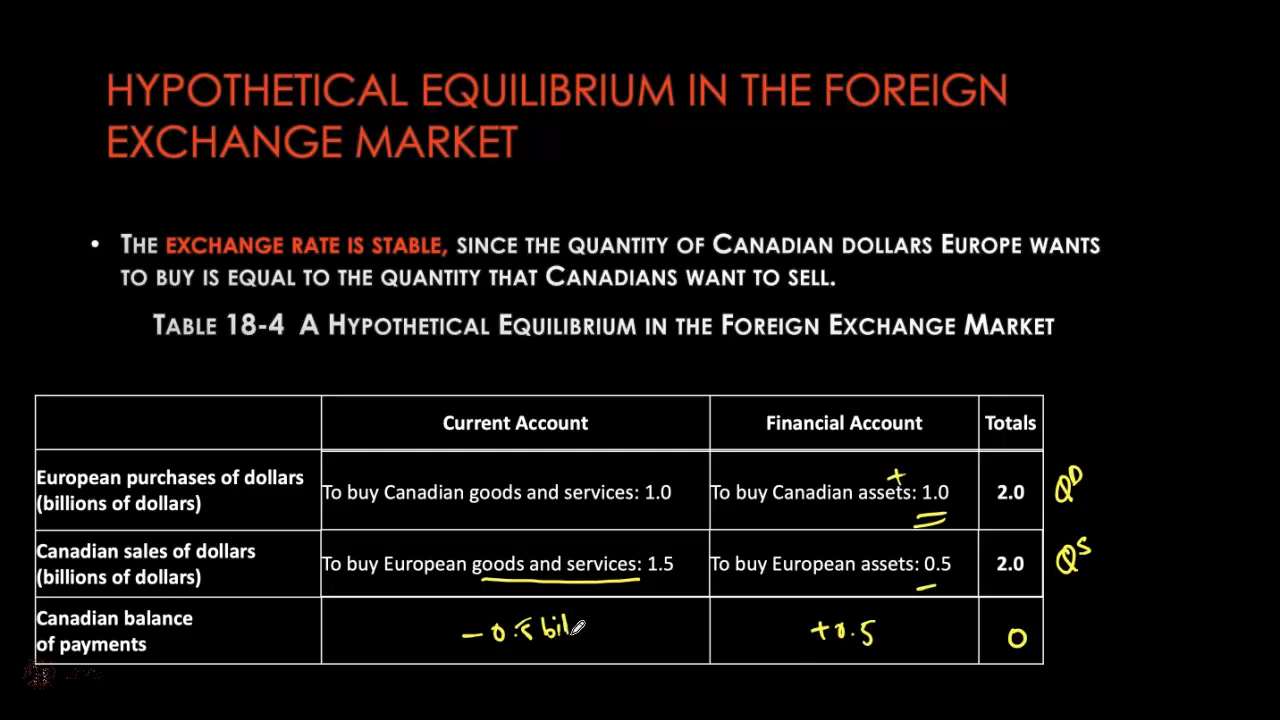 HYPOTHETICAL EQUILIBRIUM IN THE FOREIGN
EXCHANGE MARKET
• THE EXCHANGE RATE IS STABLE, SINCE THE QUANTITY OF CANADIAN DOLLARS EUROPE WANTS
TO BUY IS EQUAL TO THE QUANTITY THAT CANADIANS WANT TO SELL.
TABLE 18-4 A HYPOTHETICAL EQUILIBRIUM IN THE FOREIGN EXCHANGE MARKET
Current Account Financial Account Totals
European purchases of dollars
(billions of dollars)
To buy Canadian goods and services: 1.0
+
To buy Canadian assets: 1.0
2.0
QD
Canadian sales of dollars
(billions of dollars)
To buy European goods and services: 1.5
To buy European assets: 0.5
2.0
QS
Canadian balance
of payments
-0.5 bil
+0.5
0